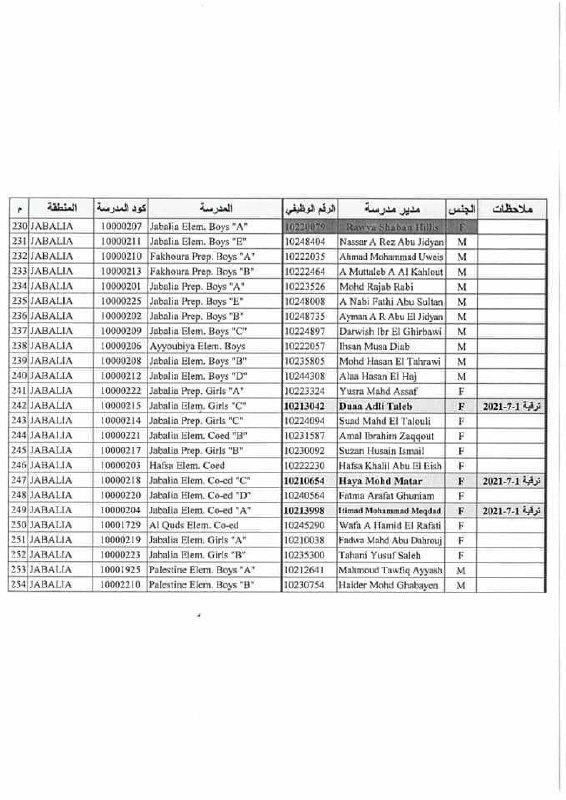 م المنطقة كود المدرسة المدرسة الرقم الوظيفي مدير مدرسة الجنس ملاحظات
230 JABALIA 10000207 Jabalia Elem. Boys "A" 10220079 Rawya Shaban Hills F
231 JABALIA 10000211 Jabalia Elem. Boys "E" 10248404 Nassar A Rez Abu Jidyan M
232 JABALIA 10000210 Fakhoura Prep. Boys "A" 10222035 Ahmad Mohammad Uweis M
233 JABALIA 10000213 Fakhoura Prep. Boys "B" 10222464 A Muttaleb A Al Kahlout M
234 JABALIA 10000201 Jabalia Prep. Boys "A" 10223526 Mohd Rajab Rabi M
235 JABALIA 10000225 Jabalia Prep. Boys "E" 10248008 A Nabi Fathi Abu Sultan M
236 JABALIA 10000202 Jabalia Prep. Boys "B" 10248735 Ayman A R Abu El Jidyan M
237 JABALIA 10000209 Jabalia Elem. Boys "C" 10224897 Darwish Ibr El Ghirbawi M
238 JABALIA 10000206 Ayyoubiya Elem. Boys 10222057 Ihsan Musa Diab M
239 JABALIA 10000208 Jabalia Elem. Boys "B" 10235805 Mohd Hasan El Tahrawi M
240 JABALIA 10000212 Jabalia Elem. Boys "D" 10244308 Alaa Hasan El Haj M
241 JABALIA 10000222 Jabalia Prep. Girls "A" 10223324 Yusra Mahd Assaf F
242 JABALIA 10000215 Jabalia Elem. Girls "C" 10213042 Duaa Adli Taleb F ترقية 1-7-2021
243 JABALIA 10000214 Jabalia Prep. Girls "C" 10224094 Suad Mahd El Talouli F
244 JABALIA 10000221 Jabalia Elem. Coed "B" 10231587 Amal Ibrahim Zaqqout F
245 JABALIA 10000217 Jabalia Prep. Girls "B" 10230092 Suzan Husain Ismail F
246 JABALIA 10000203 Hafsa Elem. Coed 10222230 Hafsa Khalil Abu El Eish F
247 JABALIA 10000218 Jabalia Elem. Co-ed "C" 10210654 Haya Mohd Matar F ترقية 1-7-2021
248 JABALIA 10000220 Jabalia Elem. Co-ed "D" 10240564 Fatma Arafat Ghuniam F
249 JABALIA 10000204 Jabalia Elem. Co-ed "A" 10213998 Itimad Mohammad Meqdad F ترقية 1-7-2021
250 JABALIA 10001729 Al Quds Elem. Co-ed 10245290 Wafa A Hamid El Rafati F
251 JABALIA 10000219 Jabalia Elem. Girls "A" 10210038 Fadwa Mahd Abu Dahrouj F
252 JABALIA 10000223 Jabalia Elem. Girls "B" 10235300 Tahani Yusuf Saleh F
253 JABALIA 10001925 Palestine Elem. Boys "A" 10212641 Mahmoud Tawfiq Ayyash M
254 JABALIA 10002210 Palestine Elem. Boys "B" 10230754 Haider Mohd Ghabayen M